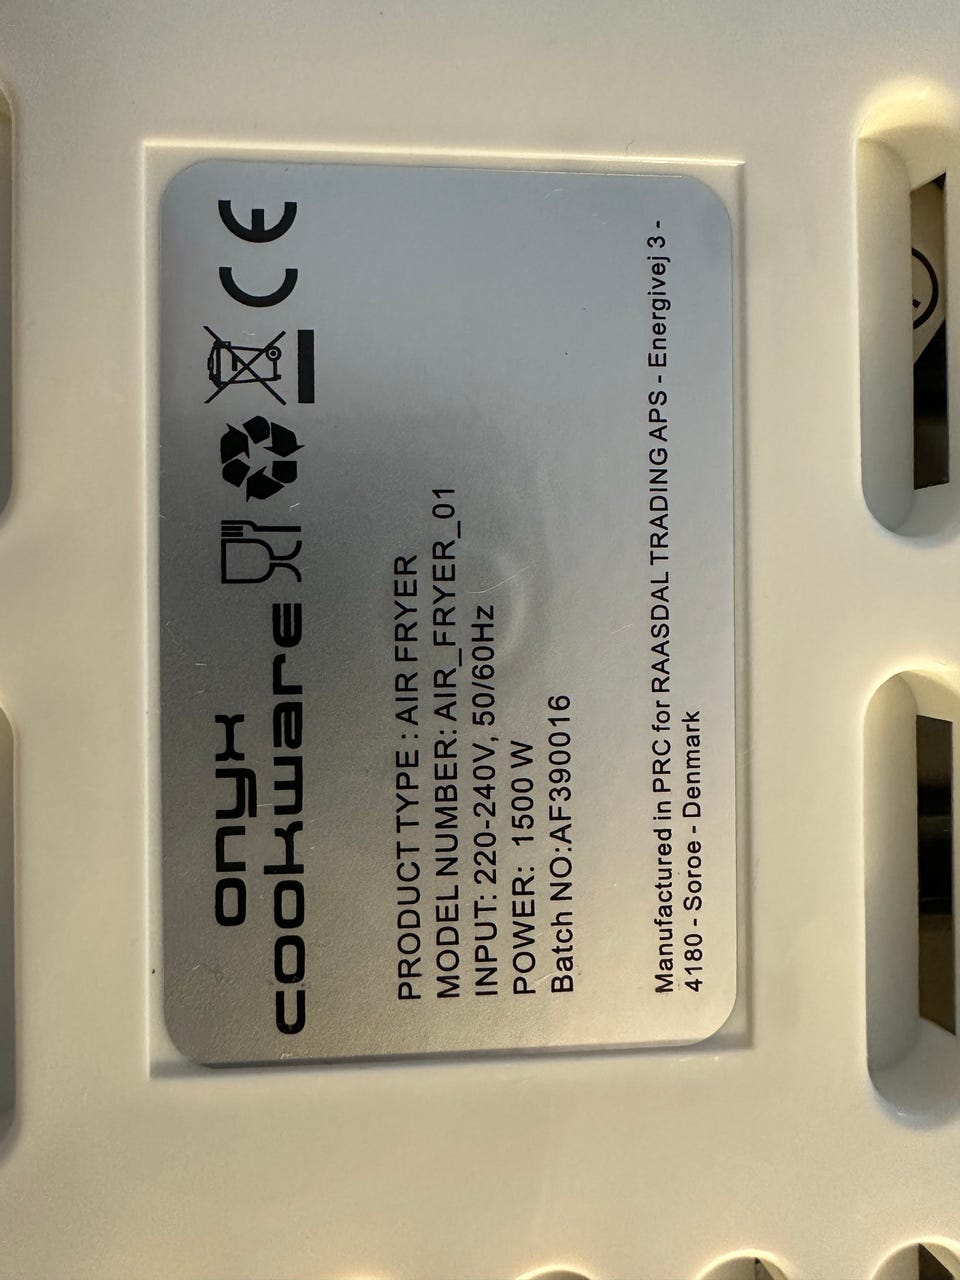 onyx
cookware
CE
PRODUCT TYPE : AIR FRYER
MODEL NUMBER: AIR_FRYER_01
INPUT: 220-240V, 50/60Hz
POWER: 1500 W
Batch NO:AF390016
Manufactured in PRC for RAASDAL TRADING APS - Energivej 3 -
4180 - Soroe - Denmark